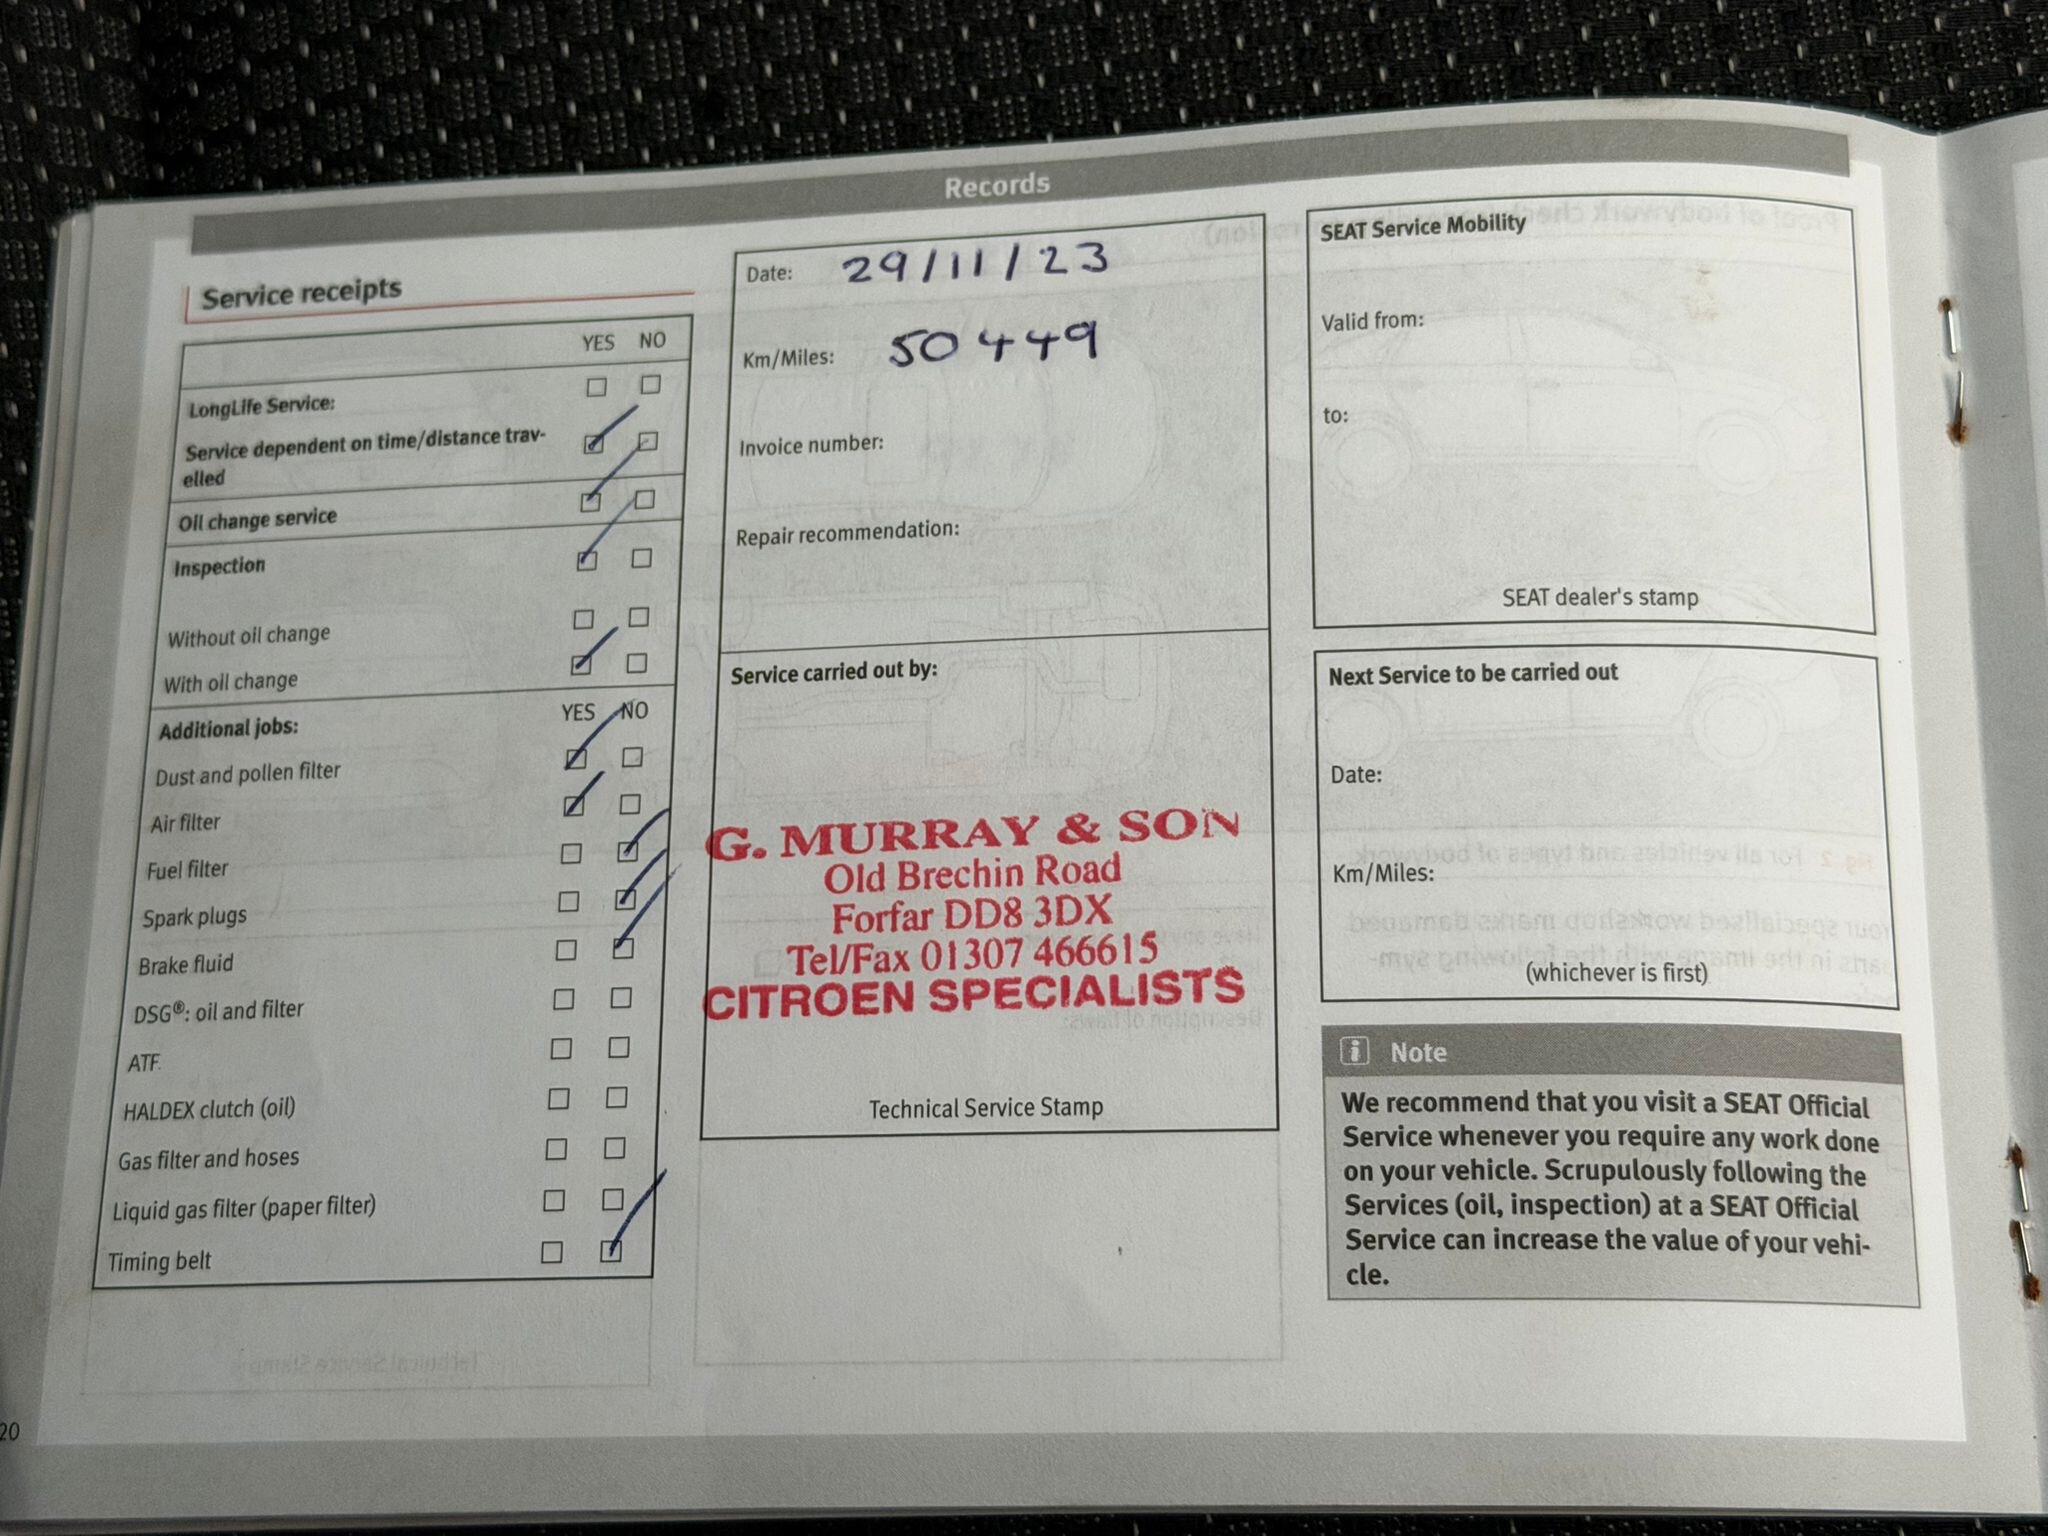 Records
Service receipts
YES NO
LongLife Service:
Service dependent on time/distance trav-
elled
Oil change service
Inspection
Without oil change
With oil change
Additional jobs: YES NO
Dust and pollen filter
Air filter
Fuel filter
Spark plugs
Brake fluid
DSG®: oil and filter
ATF
HALDEX clutch (oil)
Gas filter and hoses
Liquid gas filter (paper filter)
Timing belt
Date: 29/11/23
Km/Miles: 50449
Invoice number:
Repair recommendation:
Service carried out by:
G. MURRAY & SON
Old Brechin Road
Forfar DD8 3DX
Tel/Fax 01307 466615
CITROEN SPECIALISTS
Technical Service Stamp
SEAT Service Mobility
Valid from:
to:
SEAT dealer's stamp
Next Service to be carried out
Date:
Km/Miles:
(whichever is first)
i Note
We recommend that you visit a SEAT Official
Service whenever you require any work done
on your vehicle. Scrupulously following the
Services (oil, inspection) at a SEAT Official
Service can increase the value of your vehi-
cle.
20